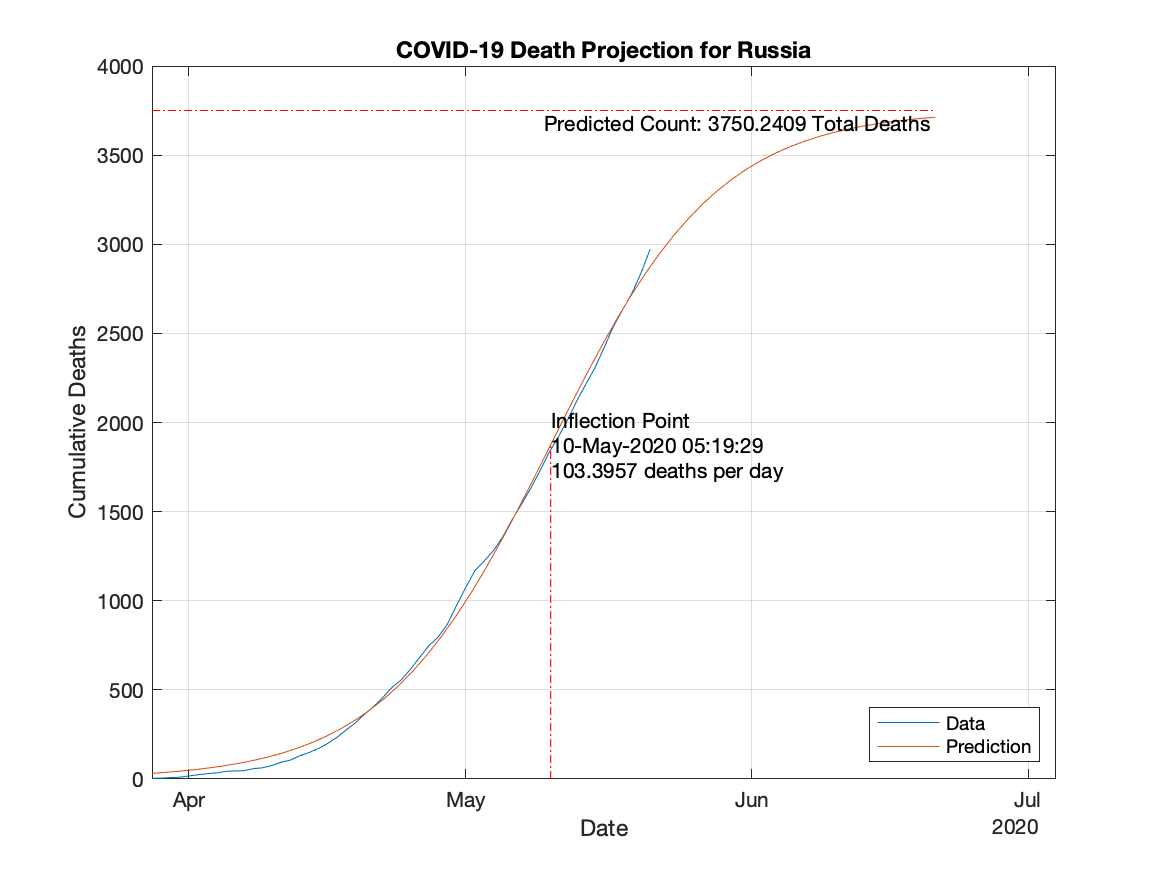 COVID-19 Death Projection for Russia
4000
3500
3000
2500
2000
1500
1000
500
0
Cumulative Deaths
Predicted Count: 3750.2409 Total Deaths
Inflection Point
10-May-2020 05:19:29
103.3957 deaths per day
Data
Prediction
Apr
May
Jun
Jul
2020
Date